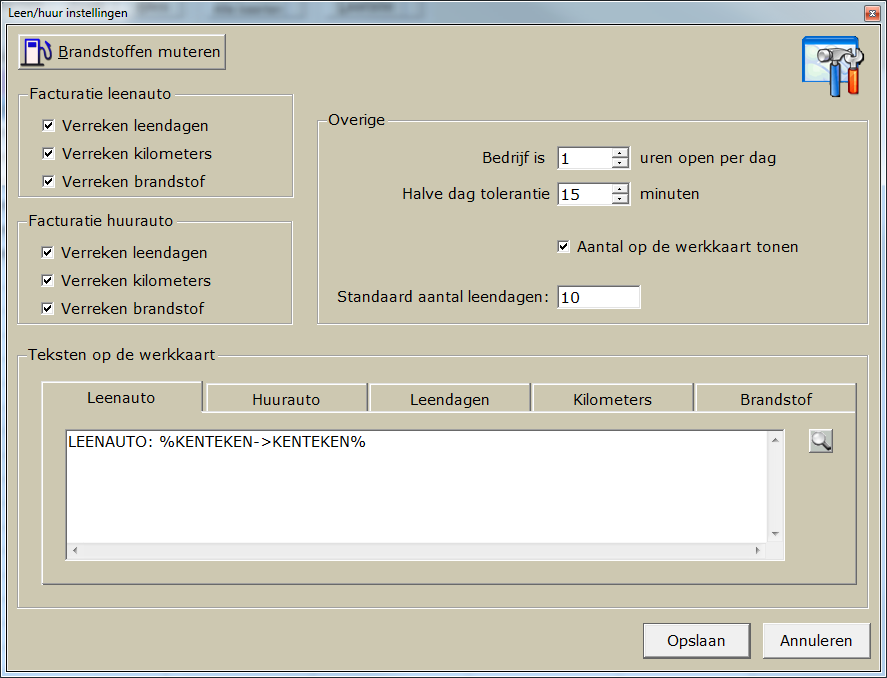 Leen/huur instellingen
Brandstoffen muteren
Facturatie leenauto
Verreken leendagen
Verreken kilometers
Verreken brandstof
Facturatie huurauto
Verreken leendagen
Verreken kilometers
Verreken brandstof
Overige
Bedrijf is 1 uren open per dag
Halve dag tolerantie 15 minuten
Aantal op de werkkaart tonen
Standaard aantal leendagen: 10
Teksten op de werkkaart
Leenauto Huurauto Leendagen Kilometers Brandstof
LEENAUTO: %KENTEKEN->KENTEKEN%
Opslaan Annuleren